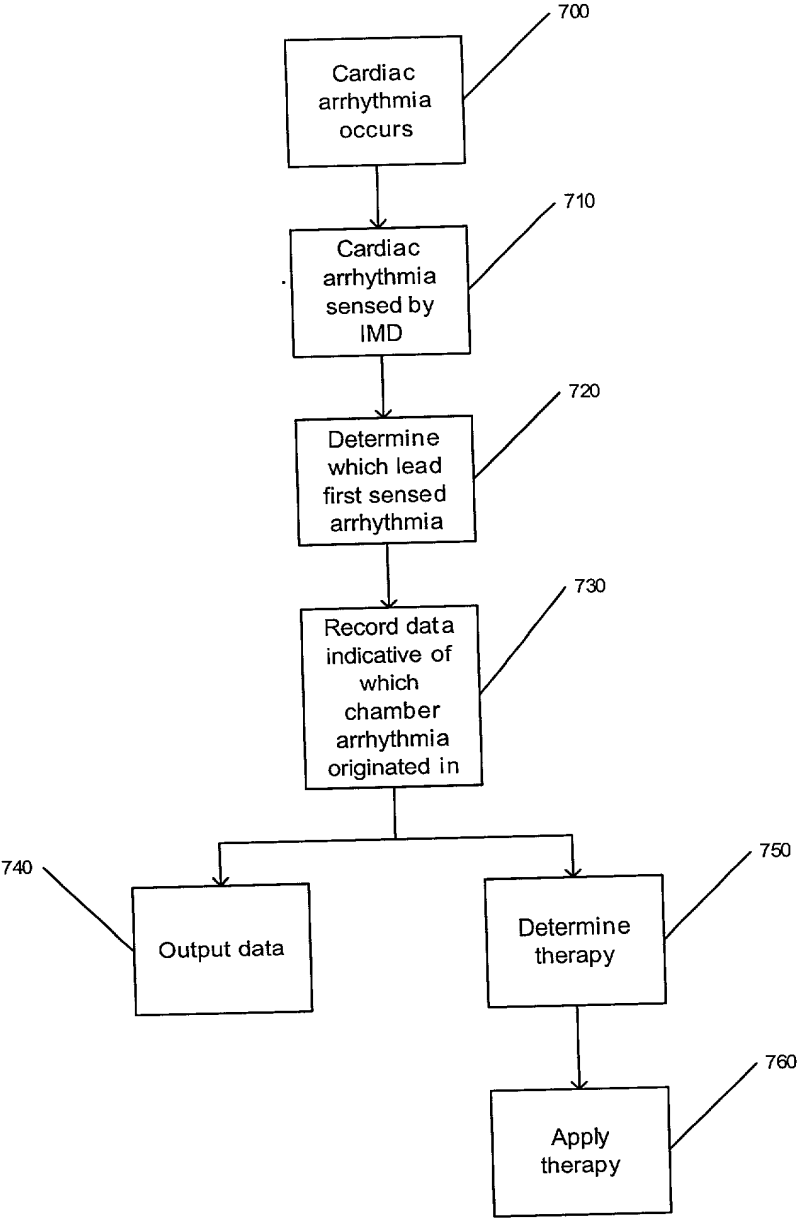 700
Cardiac
arrhythmia
occurs
710
Cardiac
arrhythmia
sensed by
IMD
720
Determine
which lead
first sensed
arrhythmia
730
Record data
indicative of
which
chamber
arrhythmia
originated in
740
Output data
750
Determine
therapy
760
Apply
therapy